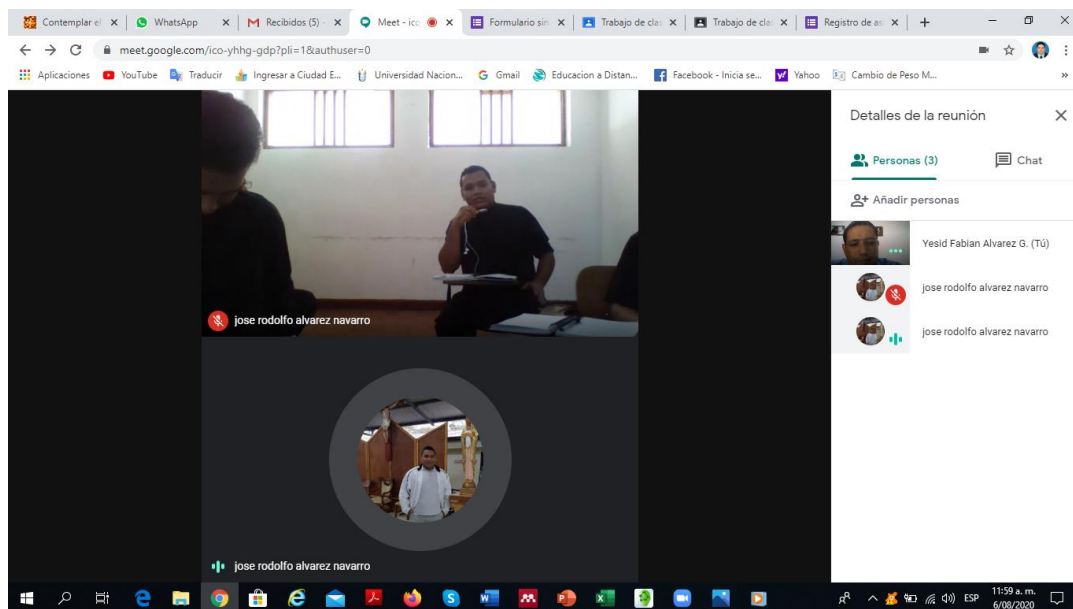 Contemplar el
WhatsApp
Recibidos (5) -
Meet - ico
Formulario sin
Trabajo de cla
Trabajo de cla
Registro de as
meet.google.com/ico-yhhg-gdp?pli=1&authuser=0
Aplicaciones
YouTube
Traducir
Ingresar a Ciudad E...
Universidad Nacion...
Gmail
Educacion a Distan...
Facebook - Inicia se...
Yahoo
Cambio de Peso M...
Detalles de la reunión
Personas (3)
Chat
Añadir personas
Yesid Fabian Alvarez G. (Tú)
jose rodolfo alvarez navarro
jose rodolfo alvarez navarro
jose rodolfo alvarez navarro
jose rodolfo alvarez navarro
ESP
11:59 a. m.
6/08/2020